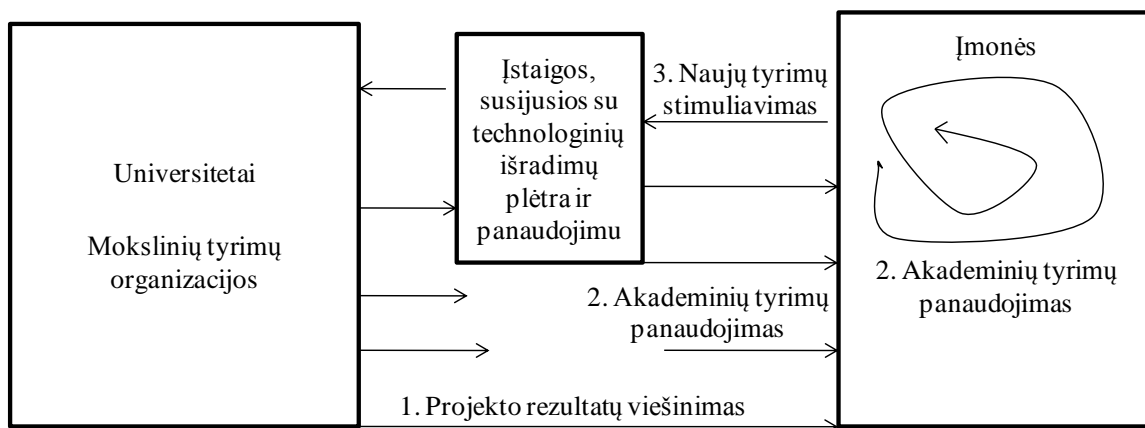 Universitetai
Mokslinių tyrimų
organizacijos
Įstaigos,
susijusios su
technologinių
išradimų
plėtra ir
panaudojimu
3. Naujų tyrimų
stimuliavimas
Įmonės
2. Akademinių tyrimų
panaudojimas
2. Akademinių tyrimų
panaudojimas
1. Projekto rezultatų viešinimas